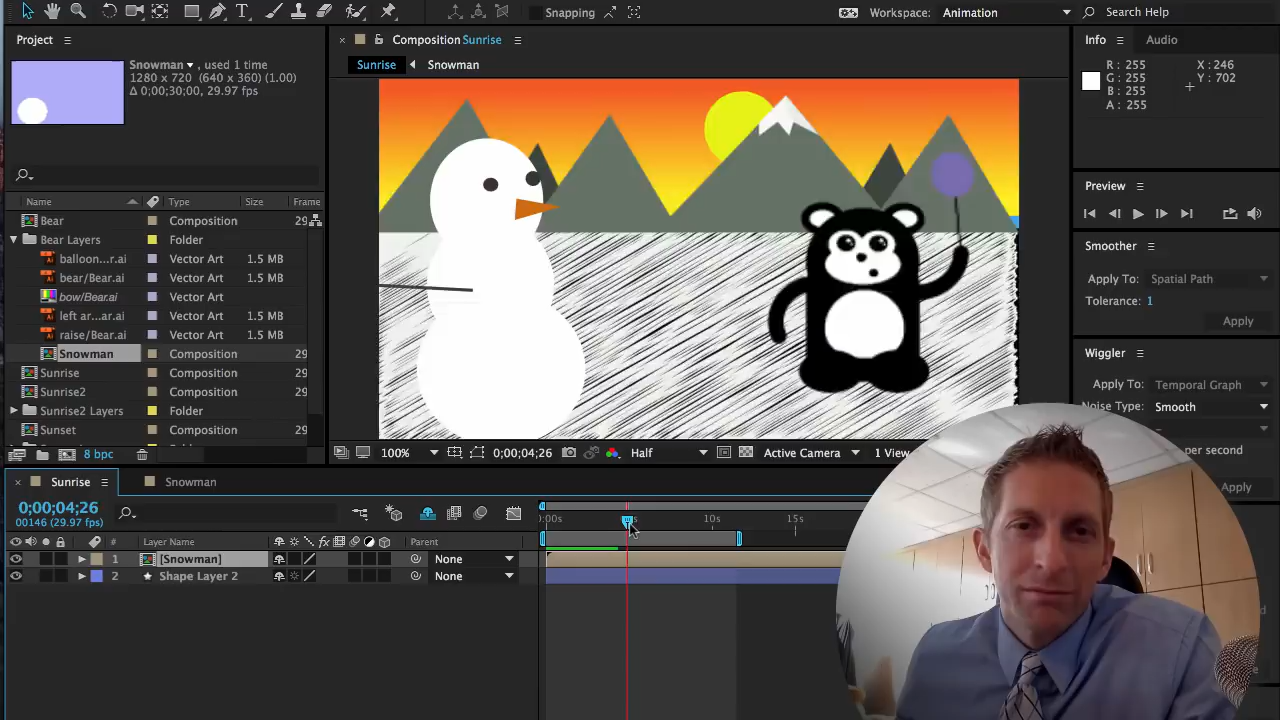 Snapping
Workspace: Animation
Search Help
Project
Snowman , used 1 time
1280 x 720 (640 x 360) (1.00)
Δ 0;00;30;00, 29.97 fps
Name Type Size Frame
Bear Composition 29
Bear Layers Folder
balloon...r.ai Vector Art 1.5 MB
bear/Bear.ai Vector Art 1.5 MB
bow/Bear.ai Vector Art
left ar...r.ai Vector Art 1.5 MB
raise/Bear.ai Vector Art 1.5 MB
Snowman Composition 29
Sunrise Composition 29
Sunrise2 Composition 29
Sunrise2 Layers Folder
Sunset Composition 29
8 bpc
Composition Sunrise
Sunrise Snowman
100% 0;00;04;26 Half Active Camera 1 View
Info Audio
R : 255
G : 255
B : 255
A : 255
X : 246
Y : 702
Preview
Smoother
Apply To: Spatial Path
Tolerance: 1
Apply
Wiggler
Apply To: Temporal Graph
Noise Type: Smooth
per second
Apply
Sunrise Snowman
0;00;04;26
00146 (29.97 fps)
# Layer Name Parent
1 [Snowman] None
2 Shape Layer 2 None
0:00s 10s 15s